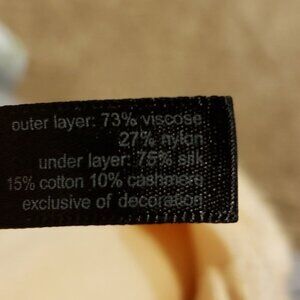 outer layer: 73% viscose
27% nylon
under layer: 75% silk
15% cotton 10% cashmere
exclusive of decoration